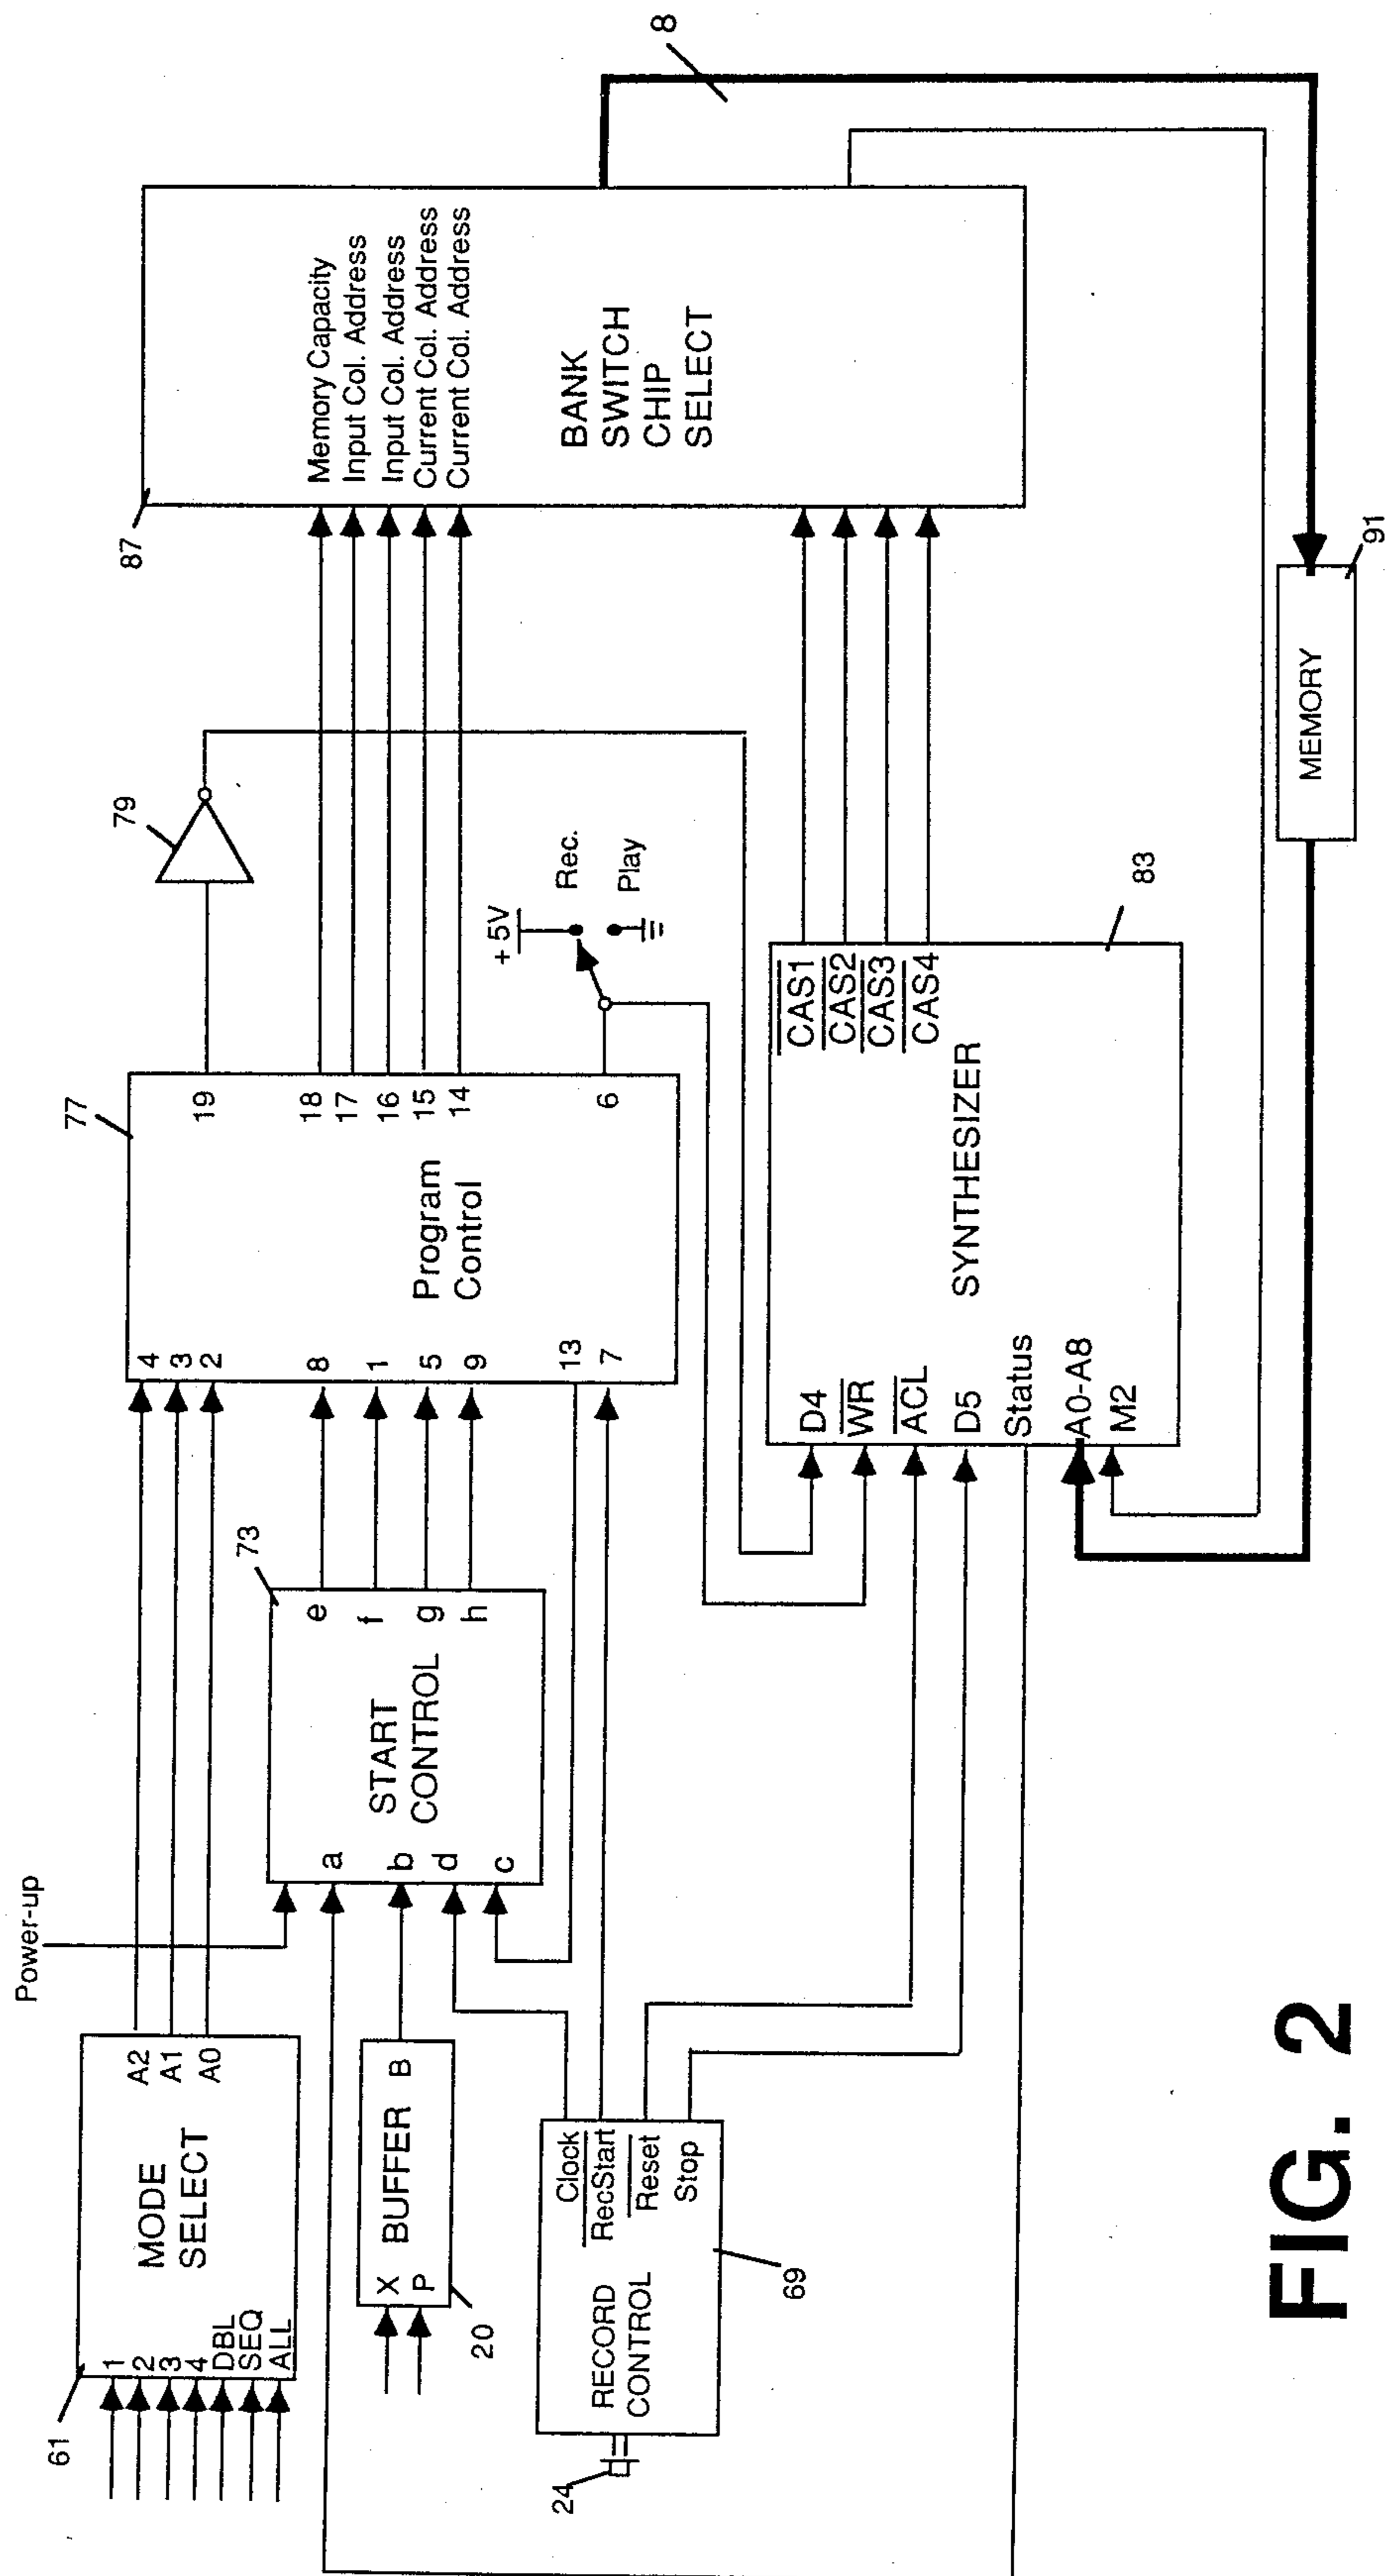 Power-up
61
1
2
3
4
DBL
SEQ
ALL
MODE
SELECT
A2
A1
A0
X
P
BUFFER
B
20
24
RECORD
CONTROL
Clock
RecStart
Reset
Stop
69
73
a
b
d
c
START
CONTROL
e
f
g
h
77
4
3
2
8
1
5
9
13
7
Program
Control
19
18
17
16
15
14
6
79
+5V
Rec.
Play
D4
WR
ACL
D5
Status
A0-A8
M2
SYNTHESIZER
CAS1
CAS2
CAS3
CAS4
83
87
Memory Capacity
Input Col. Address
Input Col. Address
Current Col. Address
Current Col. Address
BANK
SWITCH
CHIP
SELECT
8
MEMORY
91
FIG. 2